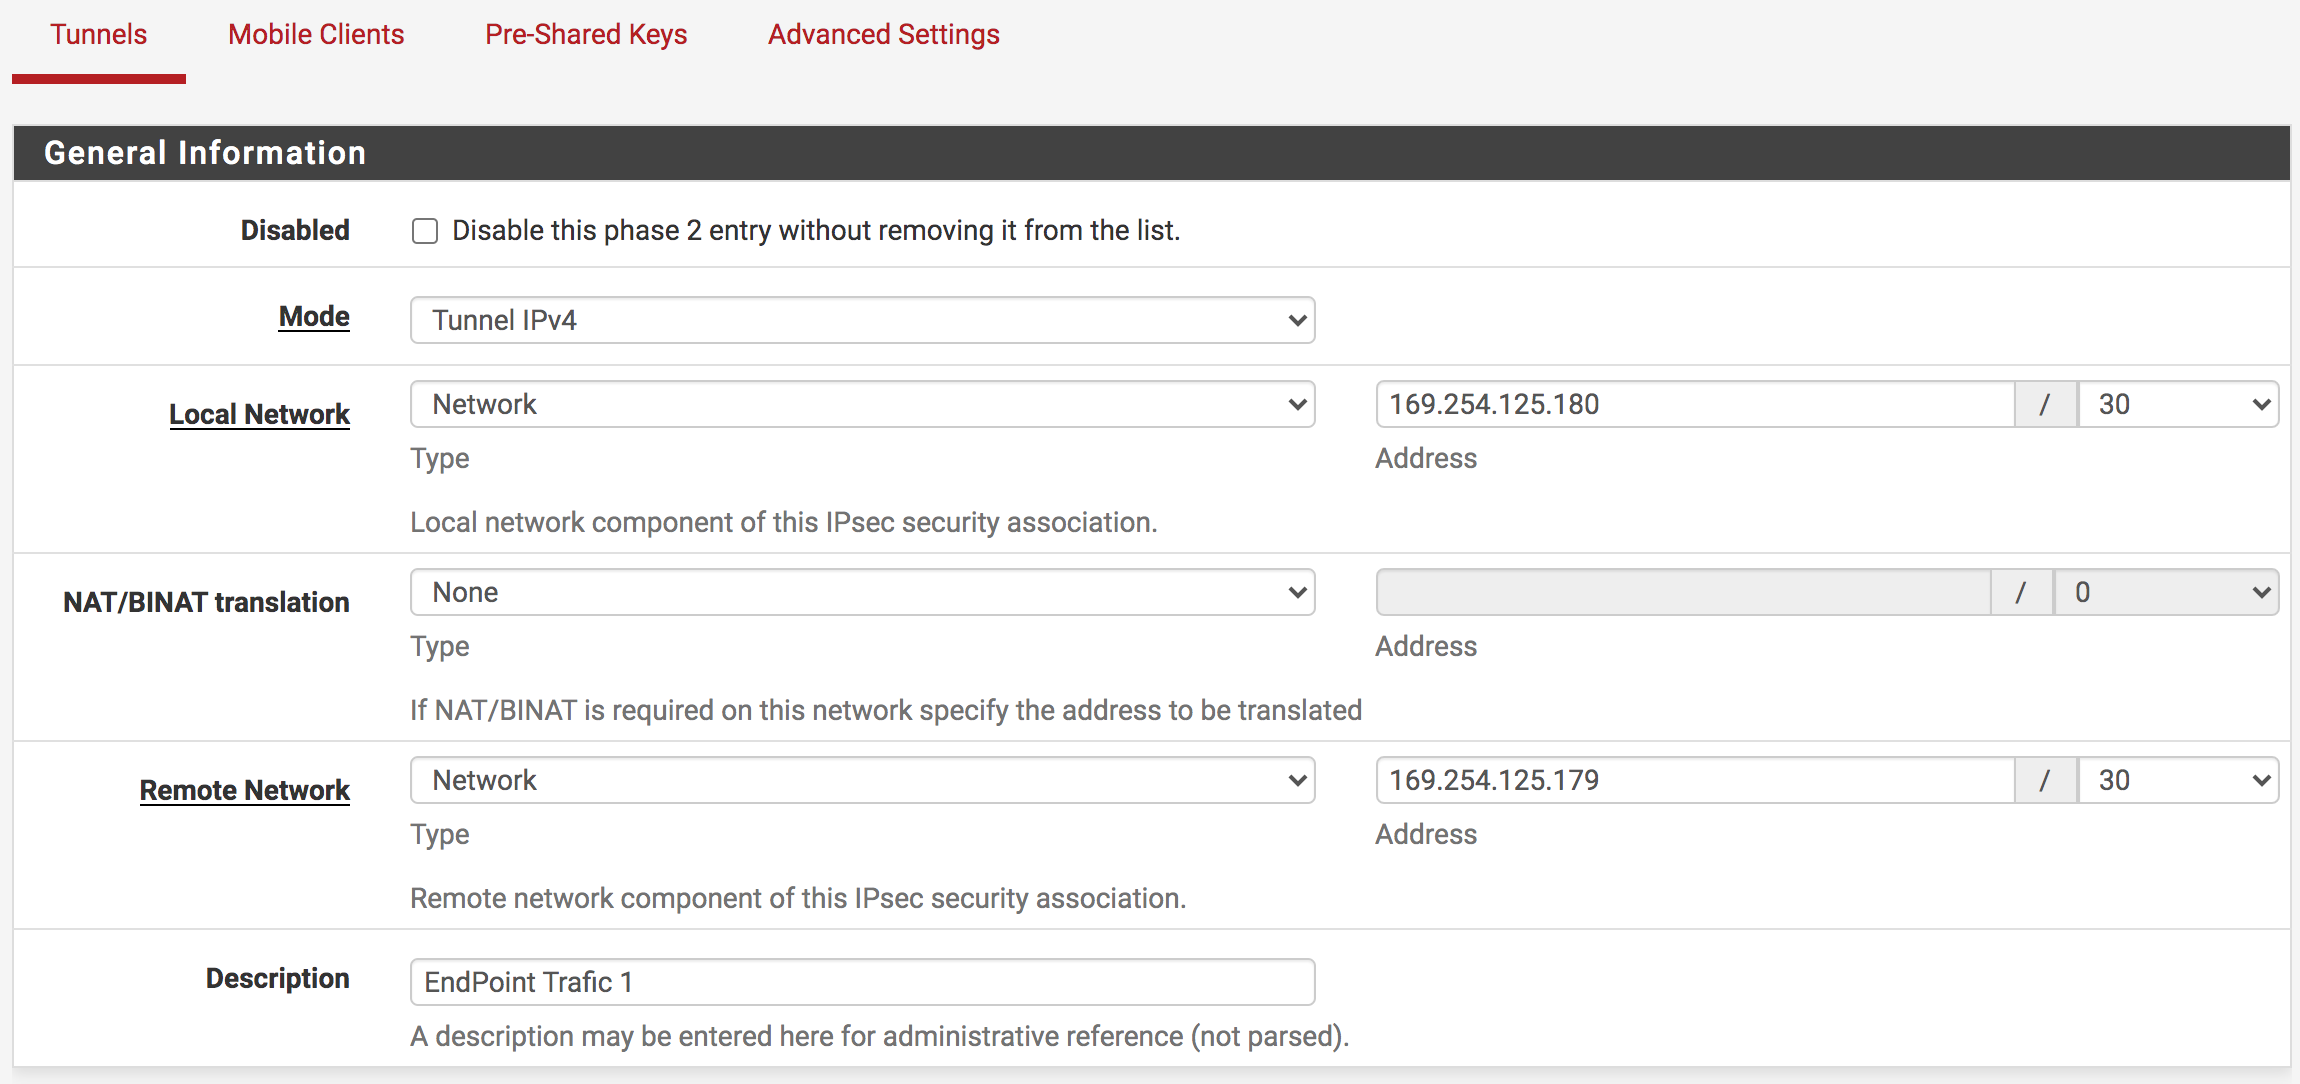 Tunnels Mobile Clients Pre-Shared Keys Advanced Settings
General Information
Disabled Disable this phase 2 entry without removing it from the list.
Mode Tunnel IPv4
Local Network Network 169.254.125.180 / 30
Type Address
Local network component of this IPsec security association.
NAT/BINAT translation None / 0
Type Address
If NAT/BINAT is required on this network specify the address to be translated
Remote Network Network 169.254.125.179 / 30
Type Address
Remote network component of this IPsec security association.
Description EndPoint Trafic 1
A description may be entered here for administrative reference (not parsed).